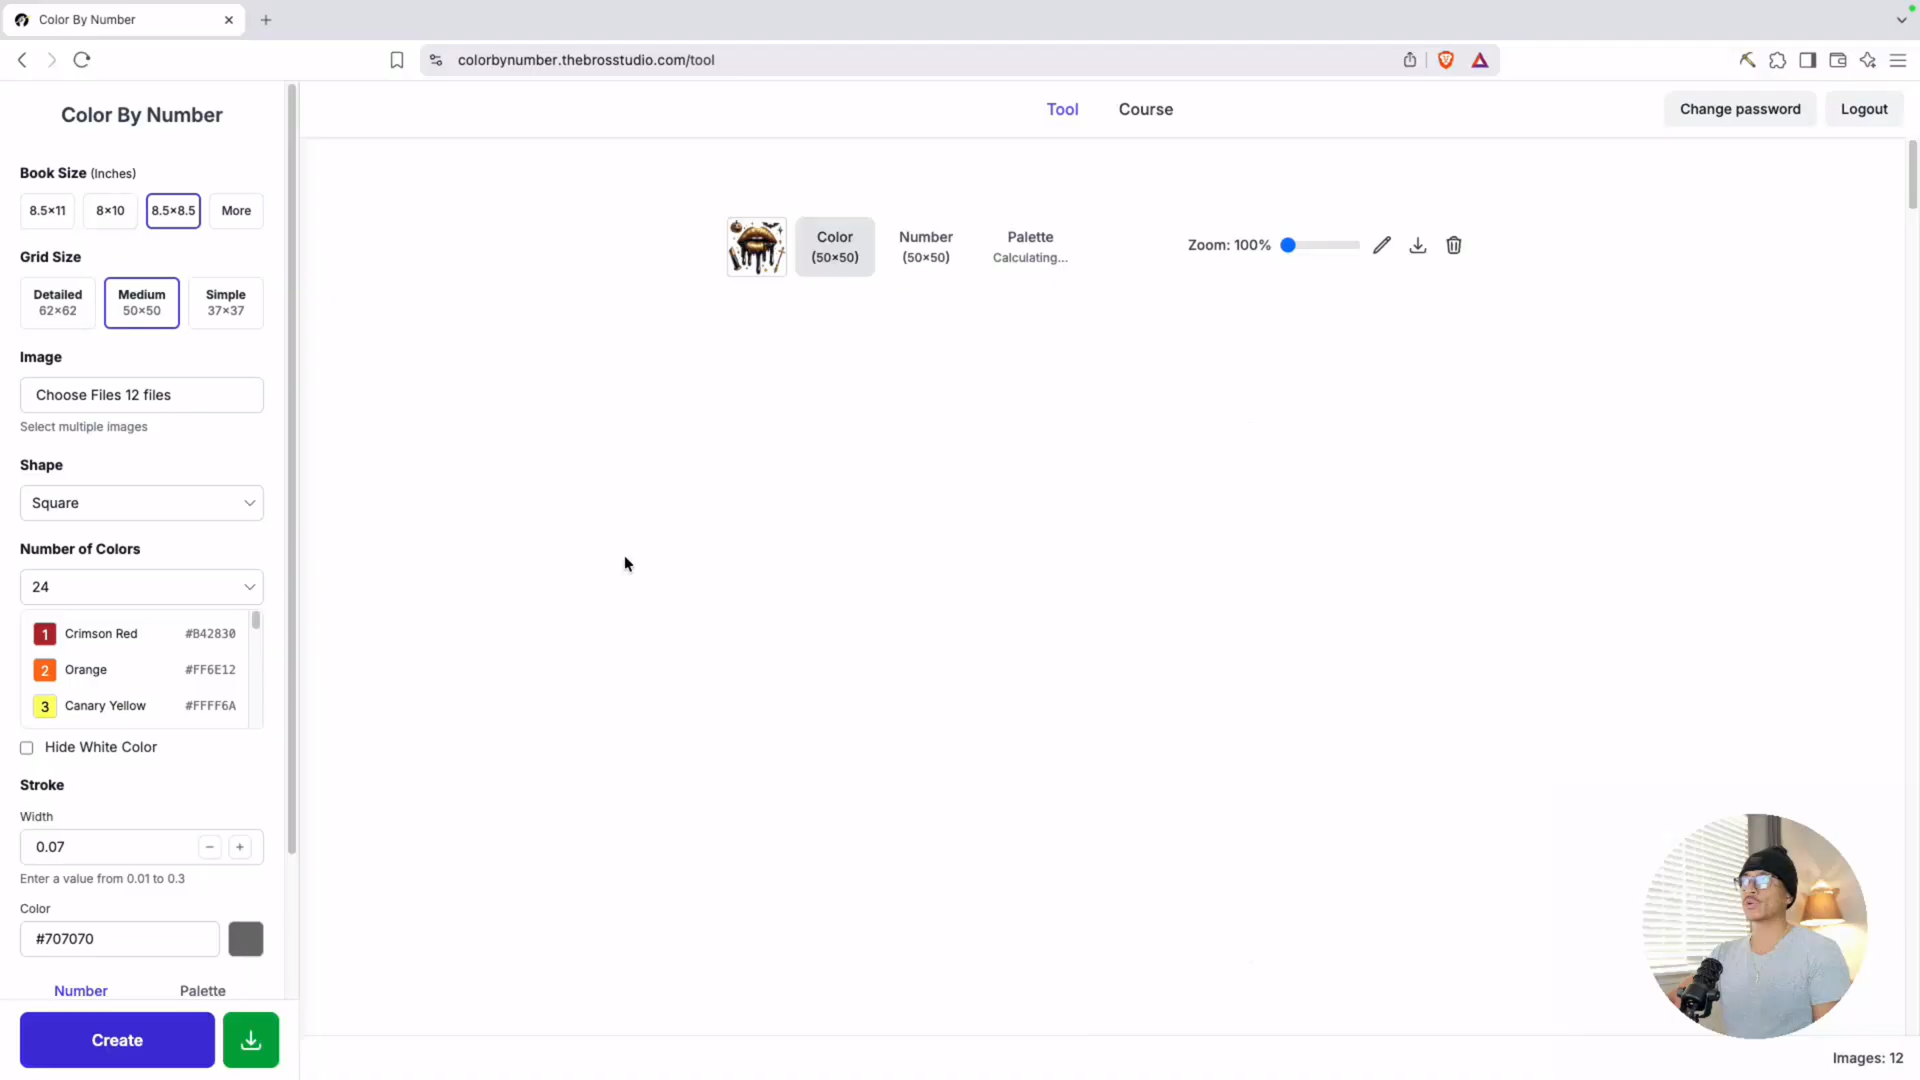 Color By Number
colorbynumber.thebrosstudio.com/tool
Color By Number
Tool
Course
Change password
Logout
Book Size (Inches)
8.5×11
8×10
8.5×8.5
More
Grid Size
Detailed
62×62
Medium
50×50
Simple
37×37
Image
Choose Files 12 files
Select multiple images
Shape
Square
Number of Colors
24
1 Crimson Red #B42830
2 Orange #FF6E12
3 Canary Yellow #FFFF6A
Hide White Color
Stroke
Width
0.07
Enter a value from 0.01 to 0.3
Color
#707070
Number
Palette
Create
Color
(50×50)
Number
(50×50)
Palette
Calculating...
Zoom: 100%
Images: 12